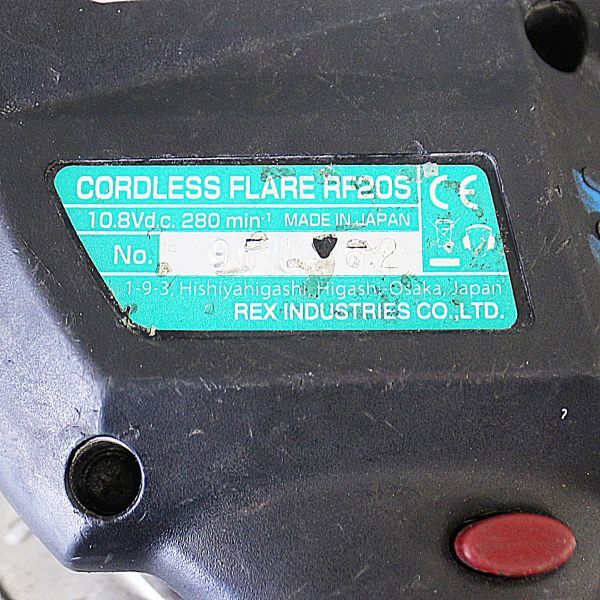 CORDLESS FLARE RF20S CE
10.8Vd.c. 280 min-¹ MADE IN JAPAN
No.
1-9-3, Hishiyahigashi, Higashi-Osaka, Japan
REX INDUSTRIES CO.,LTD.